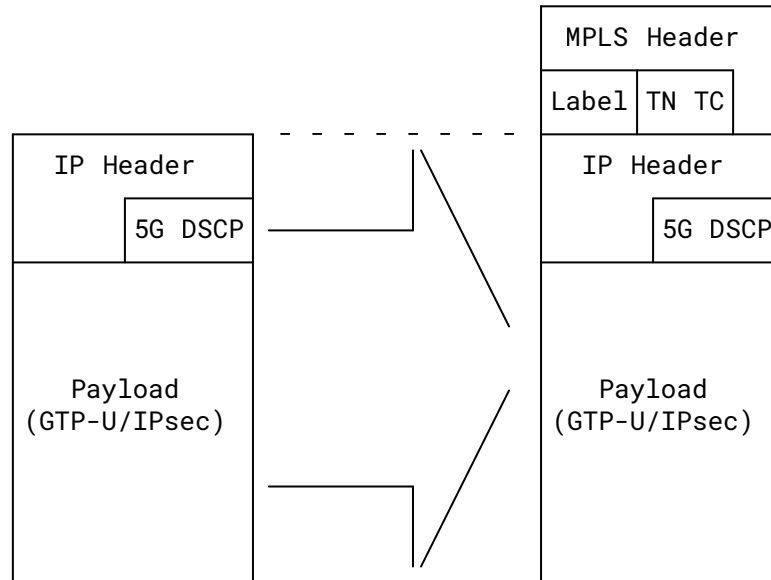 MPLS Header
Label TN TC
IP Header
5G DSCP
Payload
(GTP-U/IPsec)
IP Header
5G DSCP
Payload
(GTP-U/IPsec)